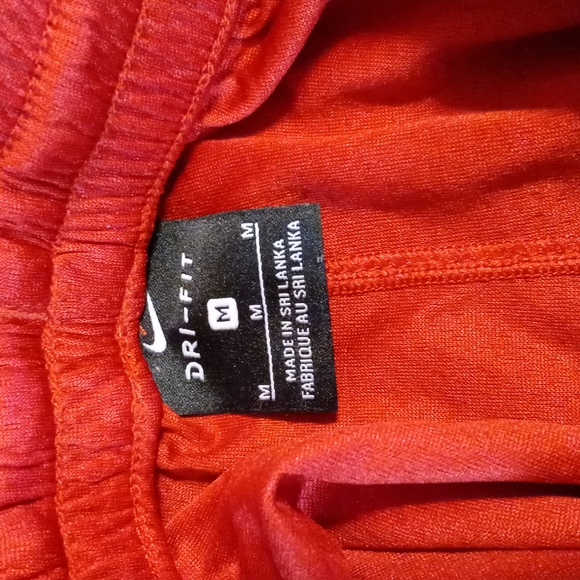 DRI-FIT
M
M M M
MADE IN SRI LANKA
FABRIQUE AU SRI LANKA